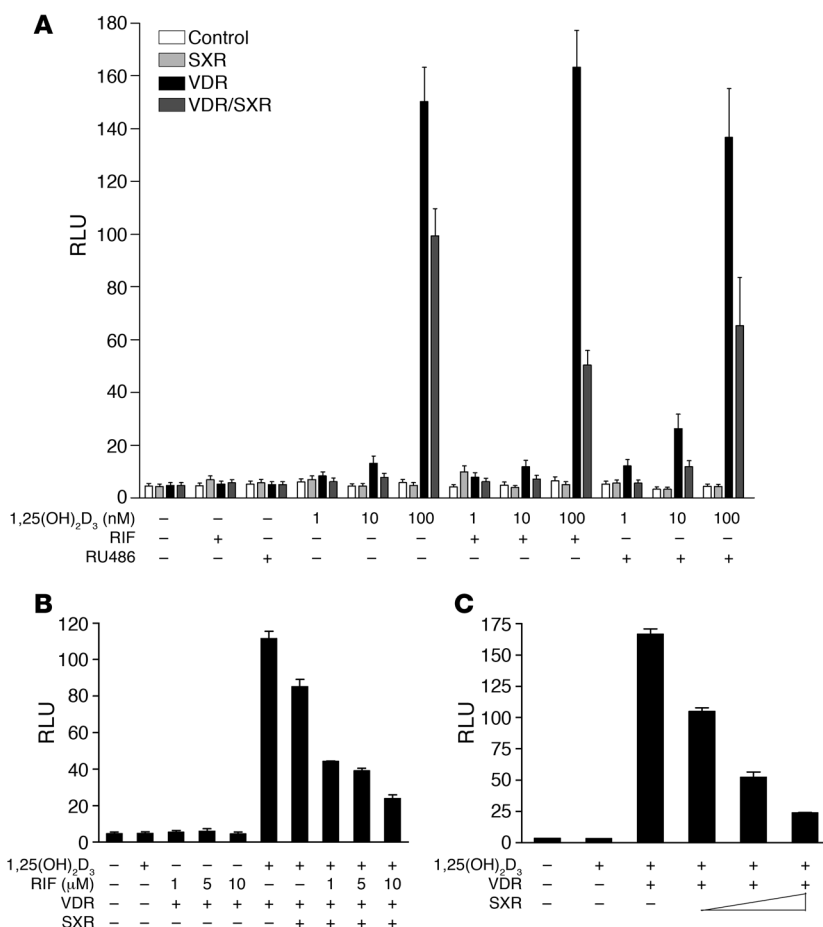 A
180
160
140
120
100
80
60
40
20
0
RLU
Control
SXR
VDR
VDR/SXR
1,25(OH)₂D₃ (nM) – – – 1 10 100 1 10 100 1 10 100
RIF – + – – – – + + + – – –
RU486 – – + – – – – – – + + +
B
120
100
80
60
40
20
0
RLU
1,25(OH)₂D₃ – + – – – + + + + +
RIF (μM) – – 1 5 10 – – 1 5 10
VDR – – + + + + + + + +
SXR – – – – – – + + + +
C
175
150
125
100
75
50
25
0
RLU
1,25(OH)₂D₃ – + + + + +
VDR – – + + + +
SXR – – –